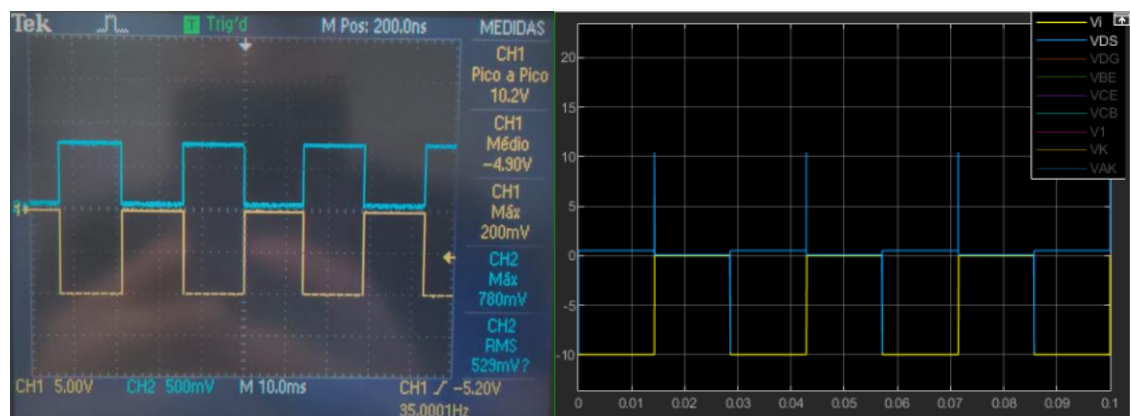 Tek
T Trig'd
M Pos: 200.0ns
MEDIDAS
CH1
Pico a Pico
10.2V
CH1
Médio
-4.90V
CH1
Máx
200mV
CH2
Máx
780mV
CH2
RMS
529mV?
CH1 5.00V
CH2 500mV
M 10.0ms
CH1 -5.20V
35.0001Hz
Vi
VDS
VDG
VBE
VCE
VCB
V1
VK
VAK
20
15
10
5
0
-5
-10
0 0.01 0.02 0.03 0.04 0.05 0.06 0.07 0.08 0.09 0.1